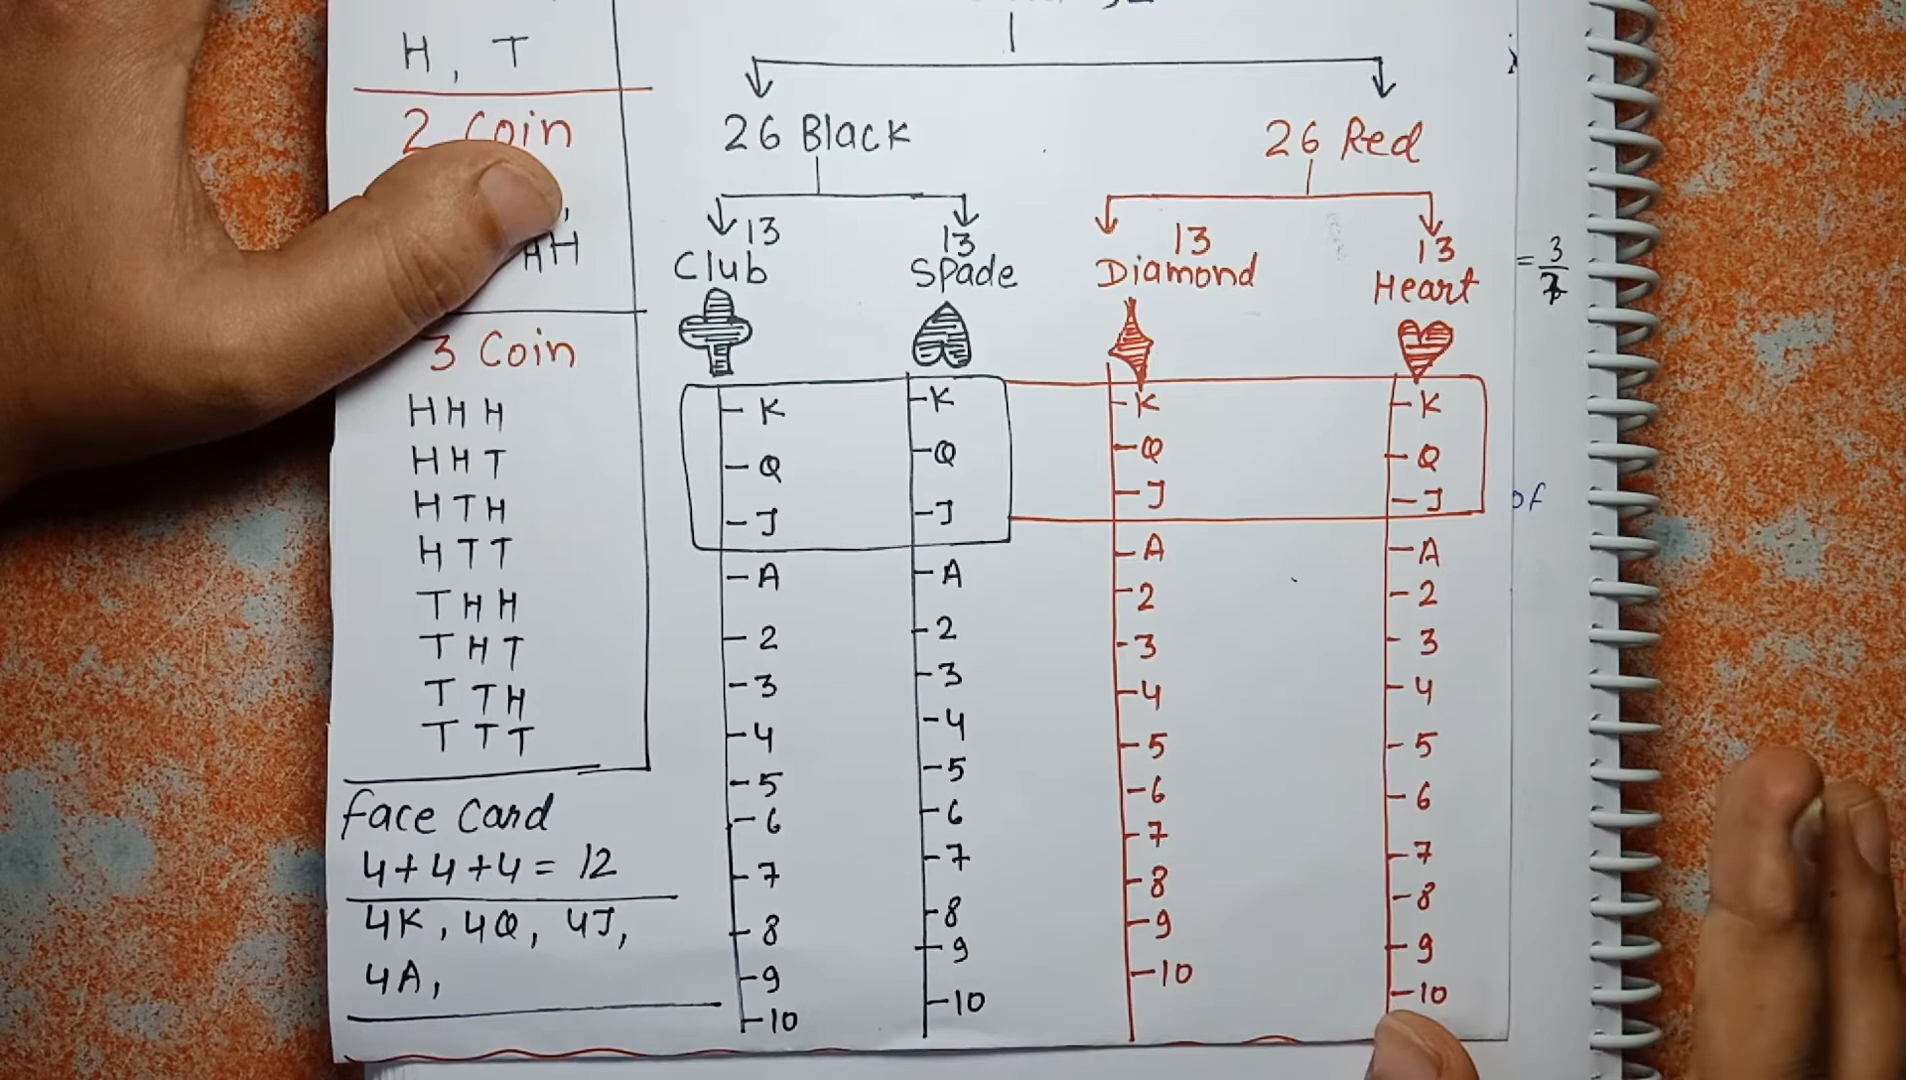 H, T
2 Coin
3 Coin
HHH
HHT
HTH
HTT
THH
THT
TTH
TTT
face Card
4+4+4= 12
4K, 4Q, 4J,
4A,
26 Black
26 Red
13
Club
13
Spade
13
Diamond
13
Heart
K
Q
J
A
2
3
4
5
6
7
8
9
10
K
Q
J
A
2
3
4
5
6
7
8
9
10
K
Q
J
A
2
3
4
5
6
7
8
9
10
K
Q
J
A
2
3
4
5
6
7
8
9
10
of